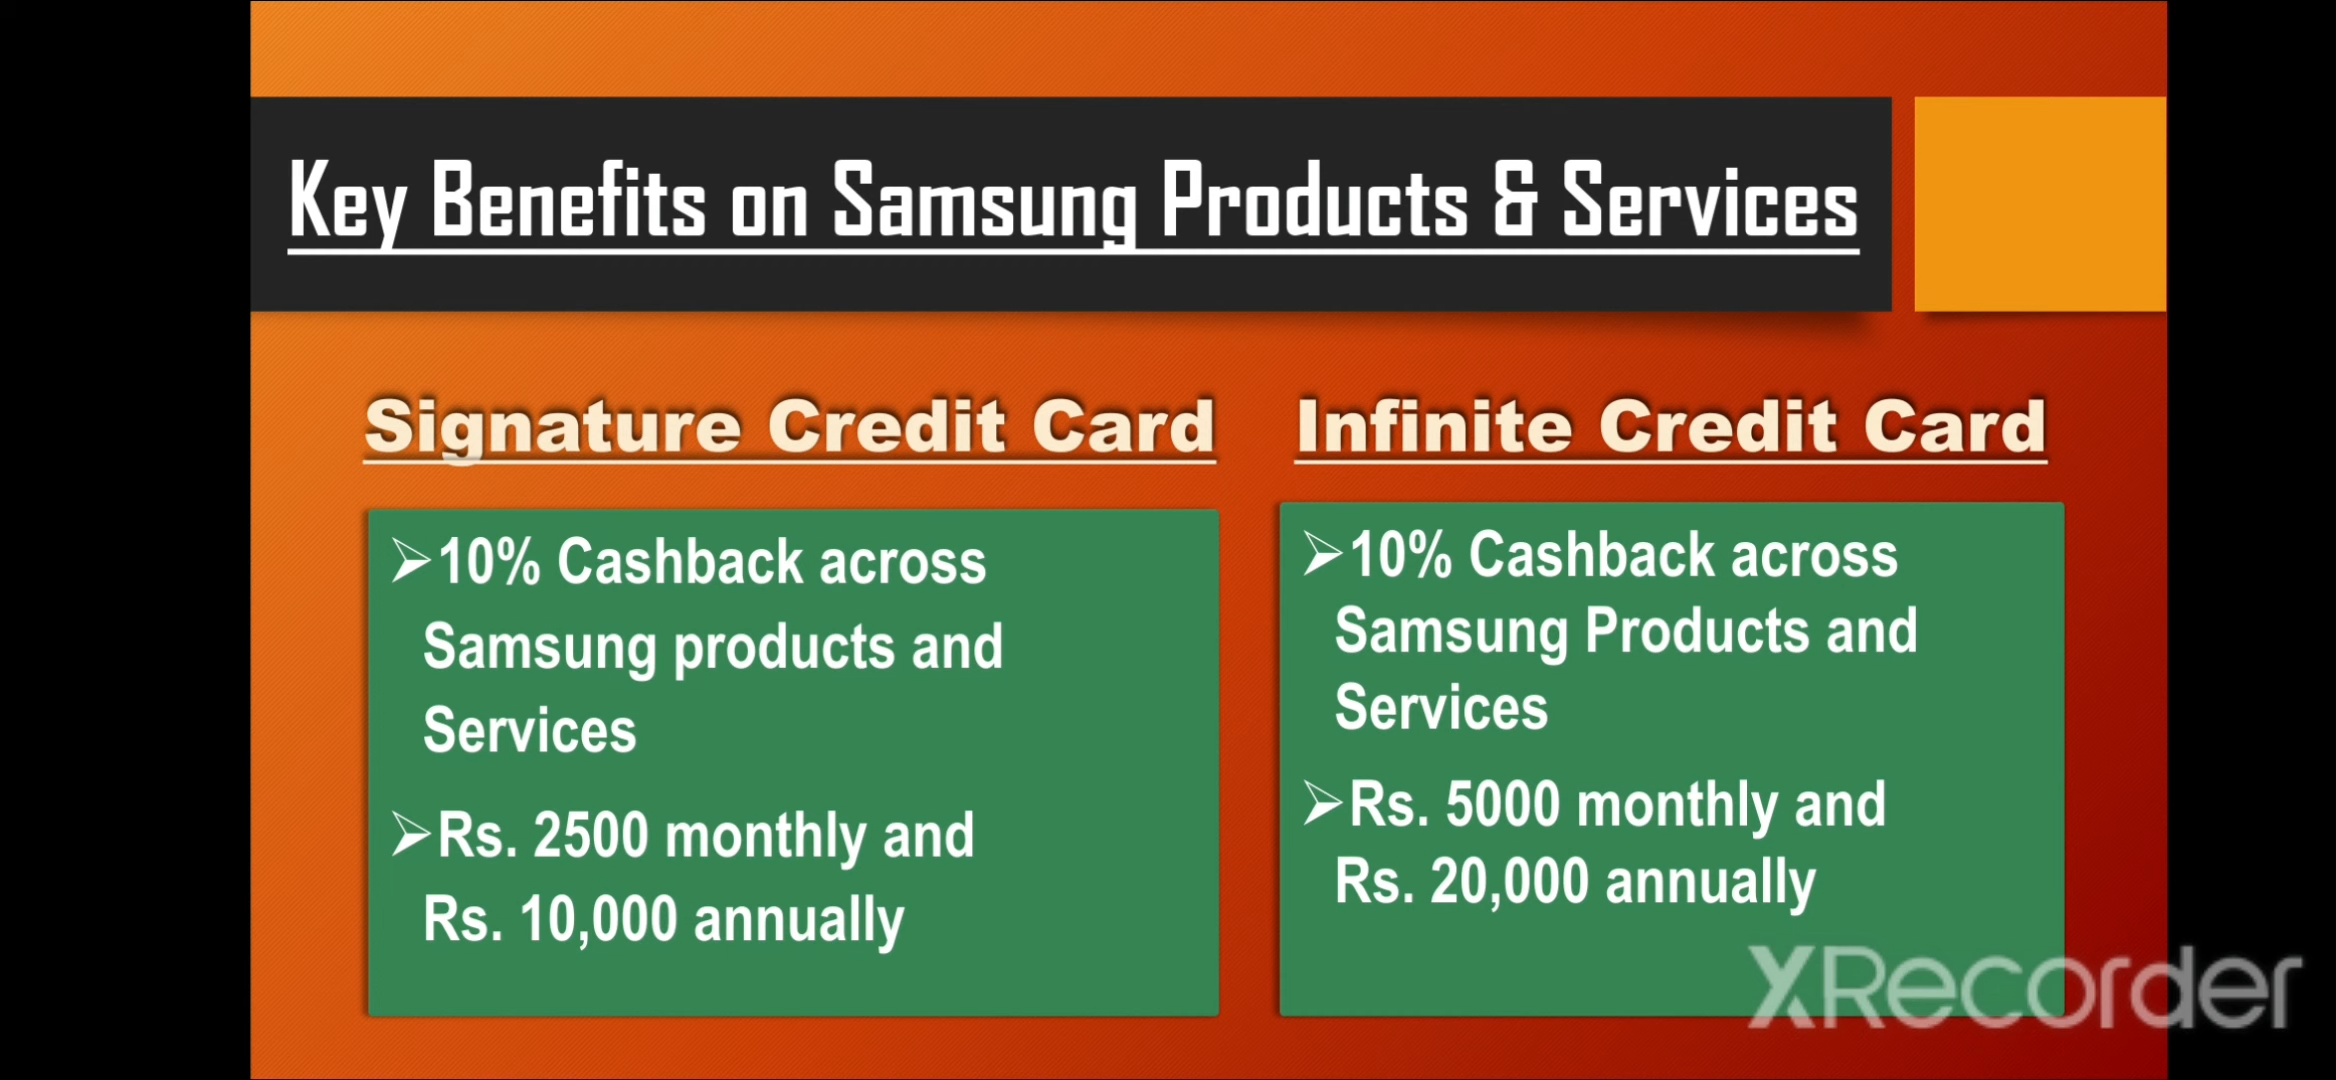 Key Benefits on Samsung Products & Services
Signature Credit Card
➢10% Cashback across
Samsung products and
Services
➢Rs. 2500 monthly and
Rs. 10,000 annually
Infinite Credit Card
➢10% Cashback across
Samsung Products and
Services
➢Rs. 5000 monthly and
Rs. 20,000 annually
XRecorder